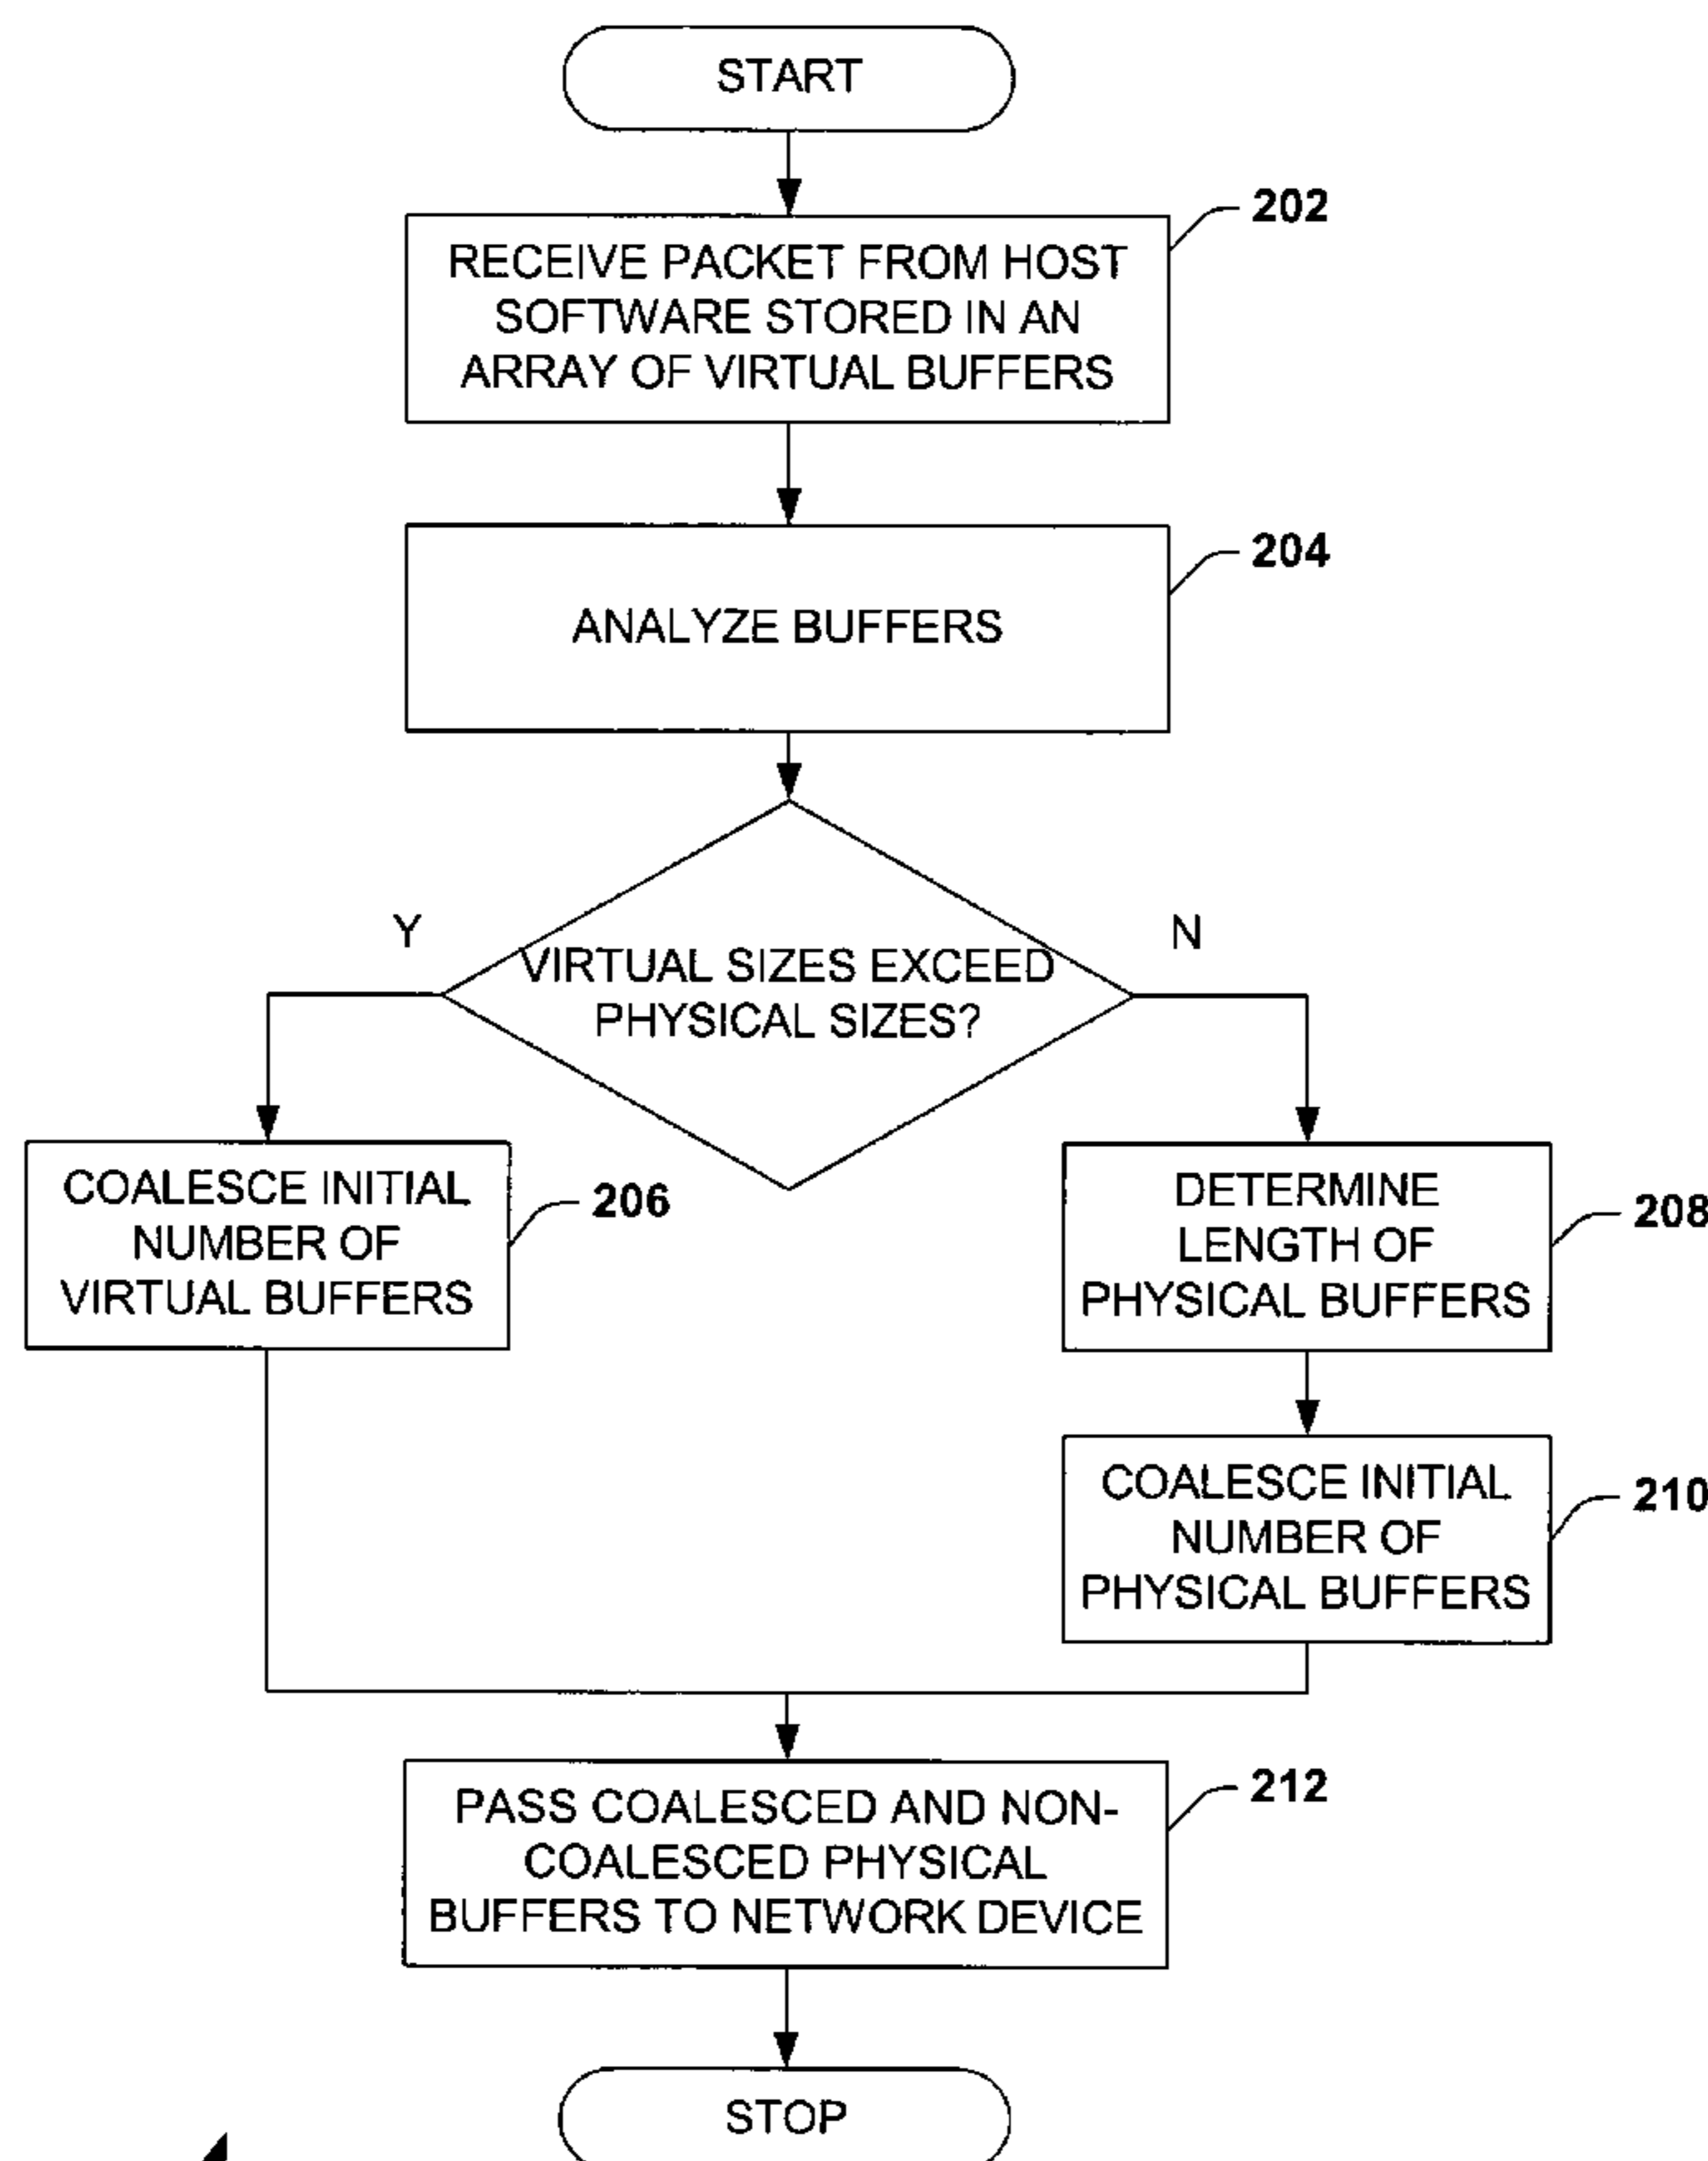 START
202
RECEIVE PACKET FROM HOST
SOFTWARE STORED IN AN
ARRAY OF VIRTUAL BUFFERS
204
ANALYZE BUFFERS
Y
N
VIRTUAL SIZES EXCEED
PHYSICAL SIZES?
COALESCE INITIAL
NUMBER OF
VIRTUAL BUFFERS
206
DETERMINE
LENGTH OF
PHYSICAL BUFFERS
208
COALESCE INITIAL
NUMBER OF
PHYSICAL BUFFERS
210
212
PASS COALESCED AND NON-
COALESCED PHYSICAL
BUFFERS TO NETWORK DEVICE
STOP